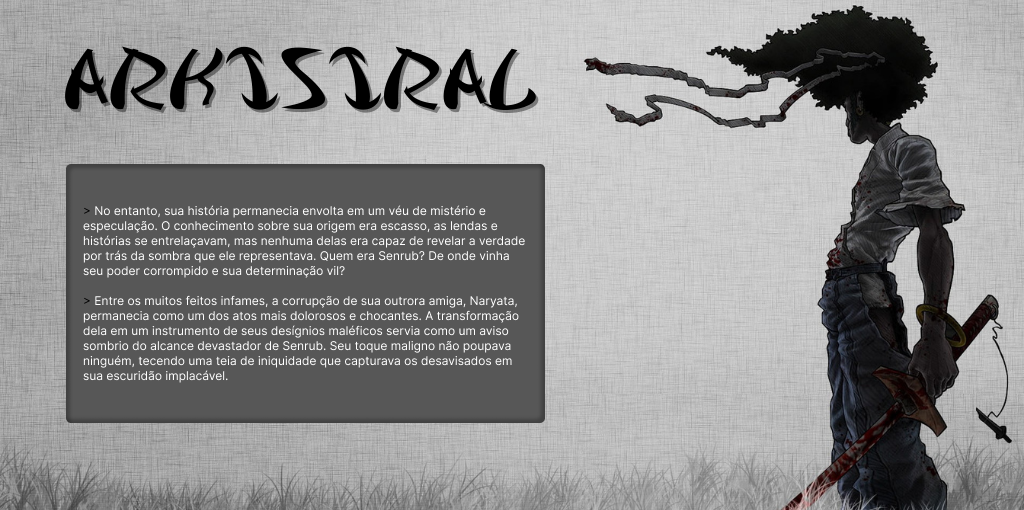 ARKISIRAL
> No entanto, sua história permanecia envolta em um véu de mistério e
especulação. O conhecimento sobre sua origem era escasso, as lendas e
histórias se entrelaçavam, mas nenhuma delas era capaz de revelar a verdade
por trás da sombra que ele representava. Quem era Senrub? De onde vinha
seu poder corrompido e sua determinação vil?
> Entre os muitos feitos infames, a corrupção de sua outrora amiga, Naryata,
permanecia como um dos atos mais dolorosos e chocantes. A transformação
dela em um instrumento de seus desígnios maléficos servia como um aviso
sombrio do alcance devastador de Senrub. Seu toque maligno não poupava
ninguém, tecendo uma teia de iniquidade que capturava os desavisados em
sua escuridão implacável.